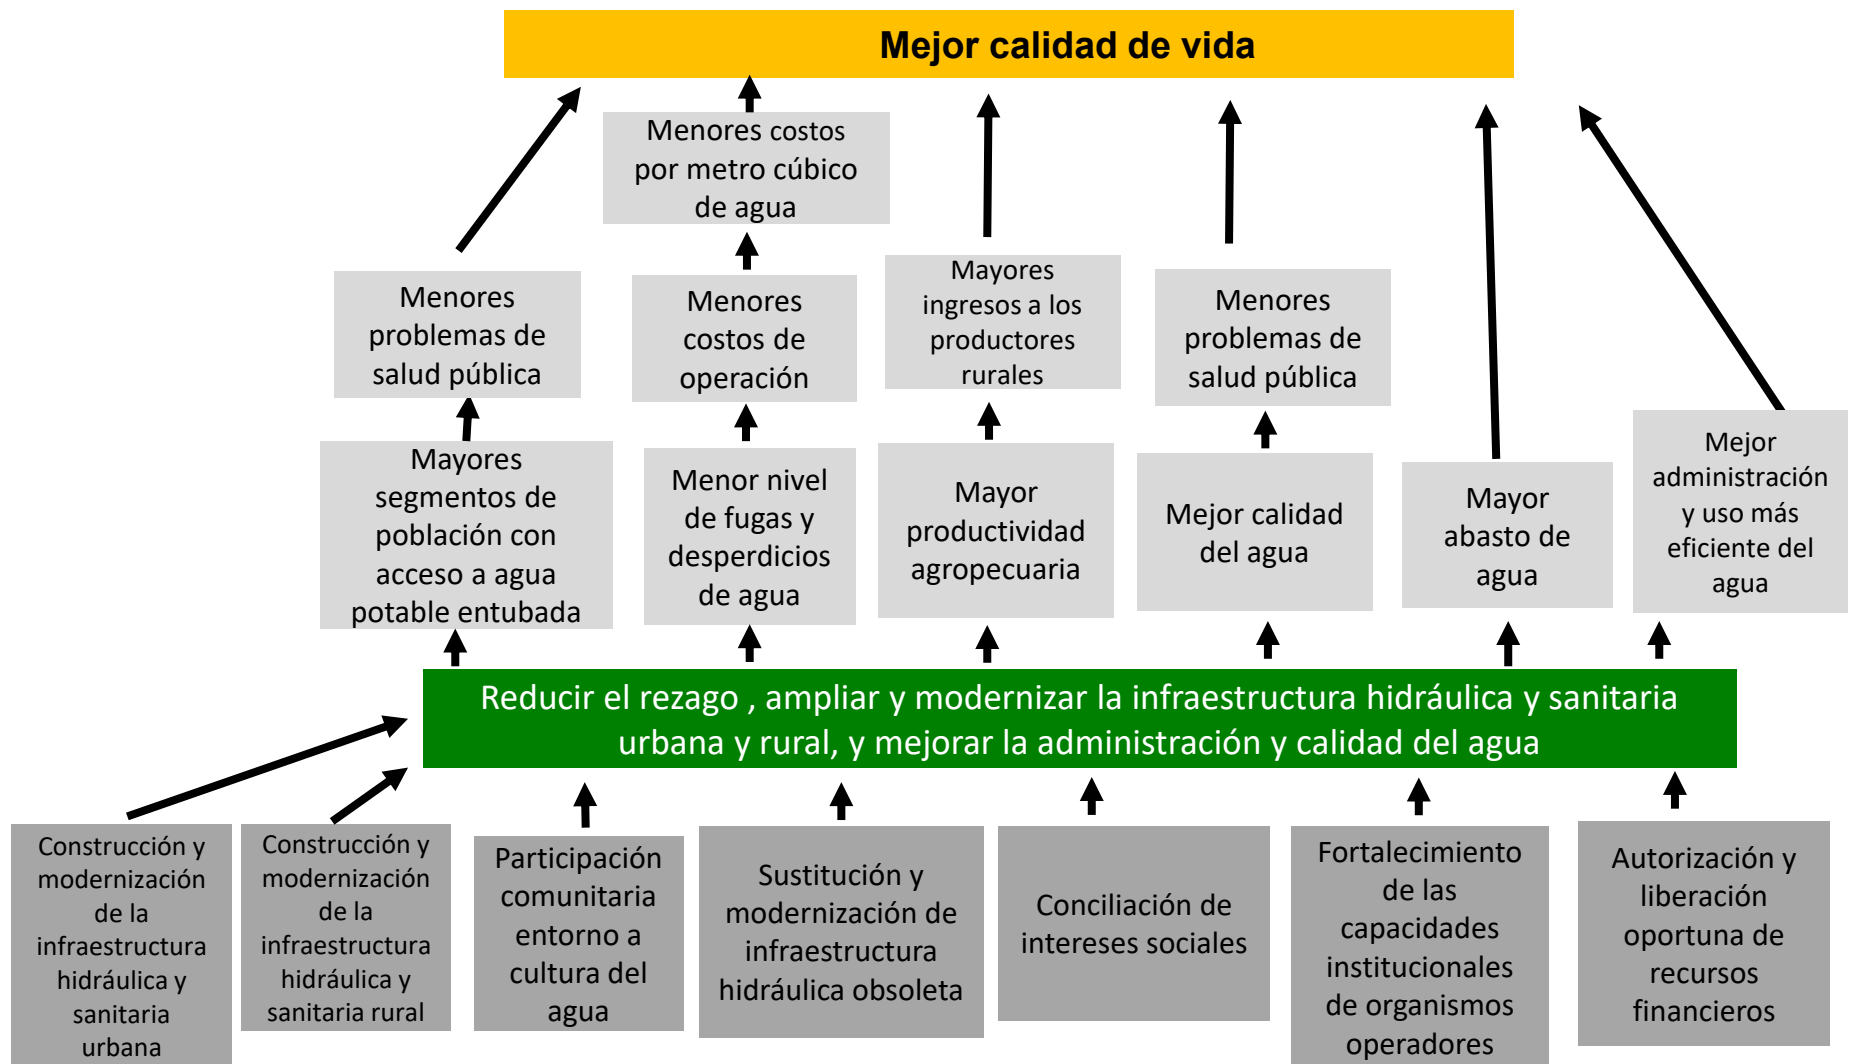 Mejor calidad de vida
Menores costos
por metro cúbico
de agua
Menores
problemas de
salud pública
Menores
costos de
operación
Mayores
ingresos a los
productores
rurales
Menores
problemas de
salud pública
Mayores
segmentos de
población con
acceso a agua
potable entubada
Menor nivel
de fugas y
desperdicios
de agua
Mayor
productividad
agropecuaria
Mejor calidad
del agua
Mayor
abasto de
agua
Mejor
administración
y uso más
eficiente del
agua
Reducir el rezago , ampliar y modernizar la infraestructura hidráulica y sanitaria
urbana y rural, y mejorar la administración y calidad del agua
Construcción y
modernización
de la
infraestructura
hidráulica y
sanitaria
urbana
Construcción y
modernización
de la
infraestructura
hidráulica y
sanitaria rural
Participación
comunitaria
entorno a
cultura del
agua
Sustitución y
modernización de
infraestructura
hidráulica obsoleta
Conciliación de
intereses sociales
Fortalecimiento
de las
capacidades
institucionales
de organismos
operadores
Autorización y
liberación
oportuna de
recursos
financieros